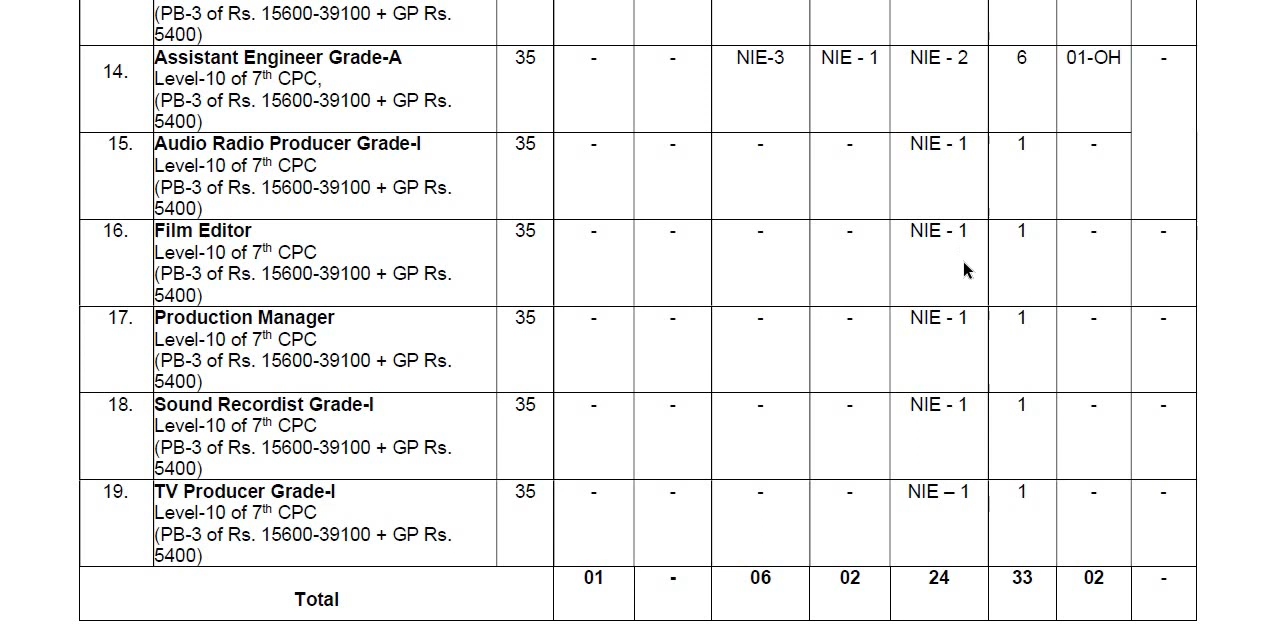 (PB-3 of Rs. 15600-39100 + GP Rs.
5400)
14. Assistant Engineer Grade-A 35 - - NIE-3 NIE - 1 NIE - 2 6 01-OH -
Level-10 of 7th CPC,
(PB-3 of Rs. 15600-39100 + GP Rs.
5400)
15. Audio Radio Producer Grade-I 35 - - - - NIE - 1 1 -
Level-10 of 7th CPC
(PB-3 of Rs. 15600-39100 + GP Rs.
5400)
16. Film Editor 35 - - - - NIE - 1 1 - -
Level-10 of 7th CPC
(PB-3 of Rs. 15600-39100 + GP Rs.
5400)
17. Production Manager 35 - - - - NIE - 1 1 - -
Level-10 of 7th CPC
(PB-3 of Rs. 15600-39100 + GP Rs.
5400)
18. Sound Recordist Grade-I 35 - - - - NIE - 1 1 - -
Level-10 of 7th CPC
(PB-3 of Rs. 15600-39100 + GP Rs.
5400)
19. TV Producer Grade-I 35 - - - - NIE – 1 1 - -
Level-10 of 7th CPC
(PB-3 of Rs. 15600-39100 + GP Rs.
5400)
Total 01 - 06 02 24 33 02 -